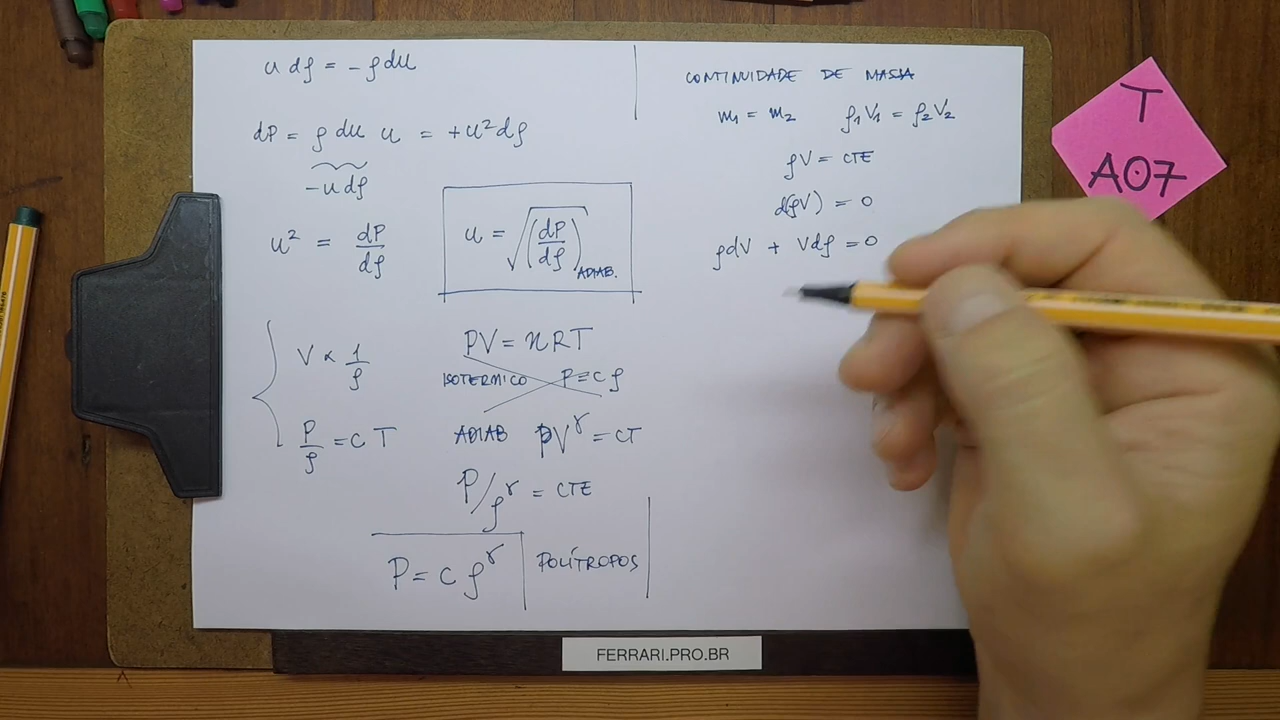 u dρ = - ρ du
dP = ρ du u = +u² dρ
-u dρ
u² = dP/dρ
u = √(dP/dρ) ADIAB.
V ∝ 1/ρ
P/ρ = C T
PV = nRT
ISOTERMICO P = C ρ
ADIAB PV^γ = CT
P/ρ^γ = CTE
P = C ρ^γ
POLÍTROPOS
CONTINUIDADE DE MASSA
m₁ = m₂ ρ₁V₁ = ρ₂V₂
ρV = CTE
d(ρV) = 0
ρdV + Vdρ = 0
T
A07
FERRARI.PRO.BR